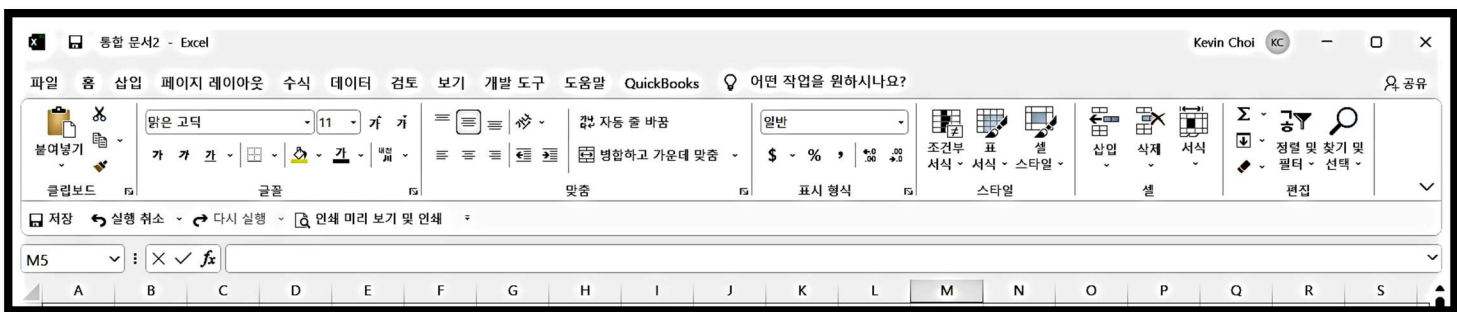 통합 문서2 - Excel Kevin Choi KC
파일 홈 삽입 페이지 레이아웃 수식 데이터 검토 보기 개발 도구 도움말 QuickBooks 어떤 작업을 원하시나요? 공유
붙여넣기
클립보드
맑은 고딕 11 가 가
가 가 가 가 내천
글꼴
자동 줄 바꿈
병합하고 가운데 맞춤
맞춤
일반
$ % , .00
표시 형식
조건부 서식
표 서식
셀 스타일
스타일
삽입 삭제 서식
셀
정렬 및 필터
찾기 및 선택
편집
저장 실행 취소 다시 실행 인쇄 미리 보기 및 인쇄
M5 fx
A B C D E F G H I J K L M N O P Q R S